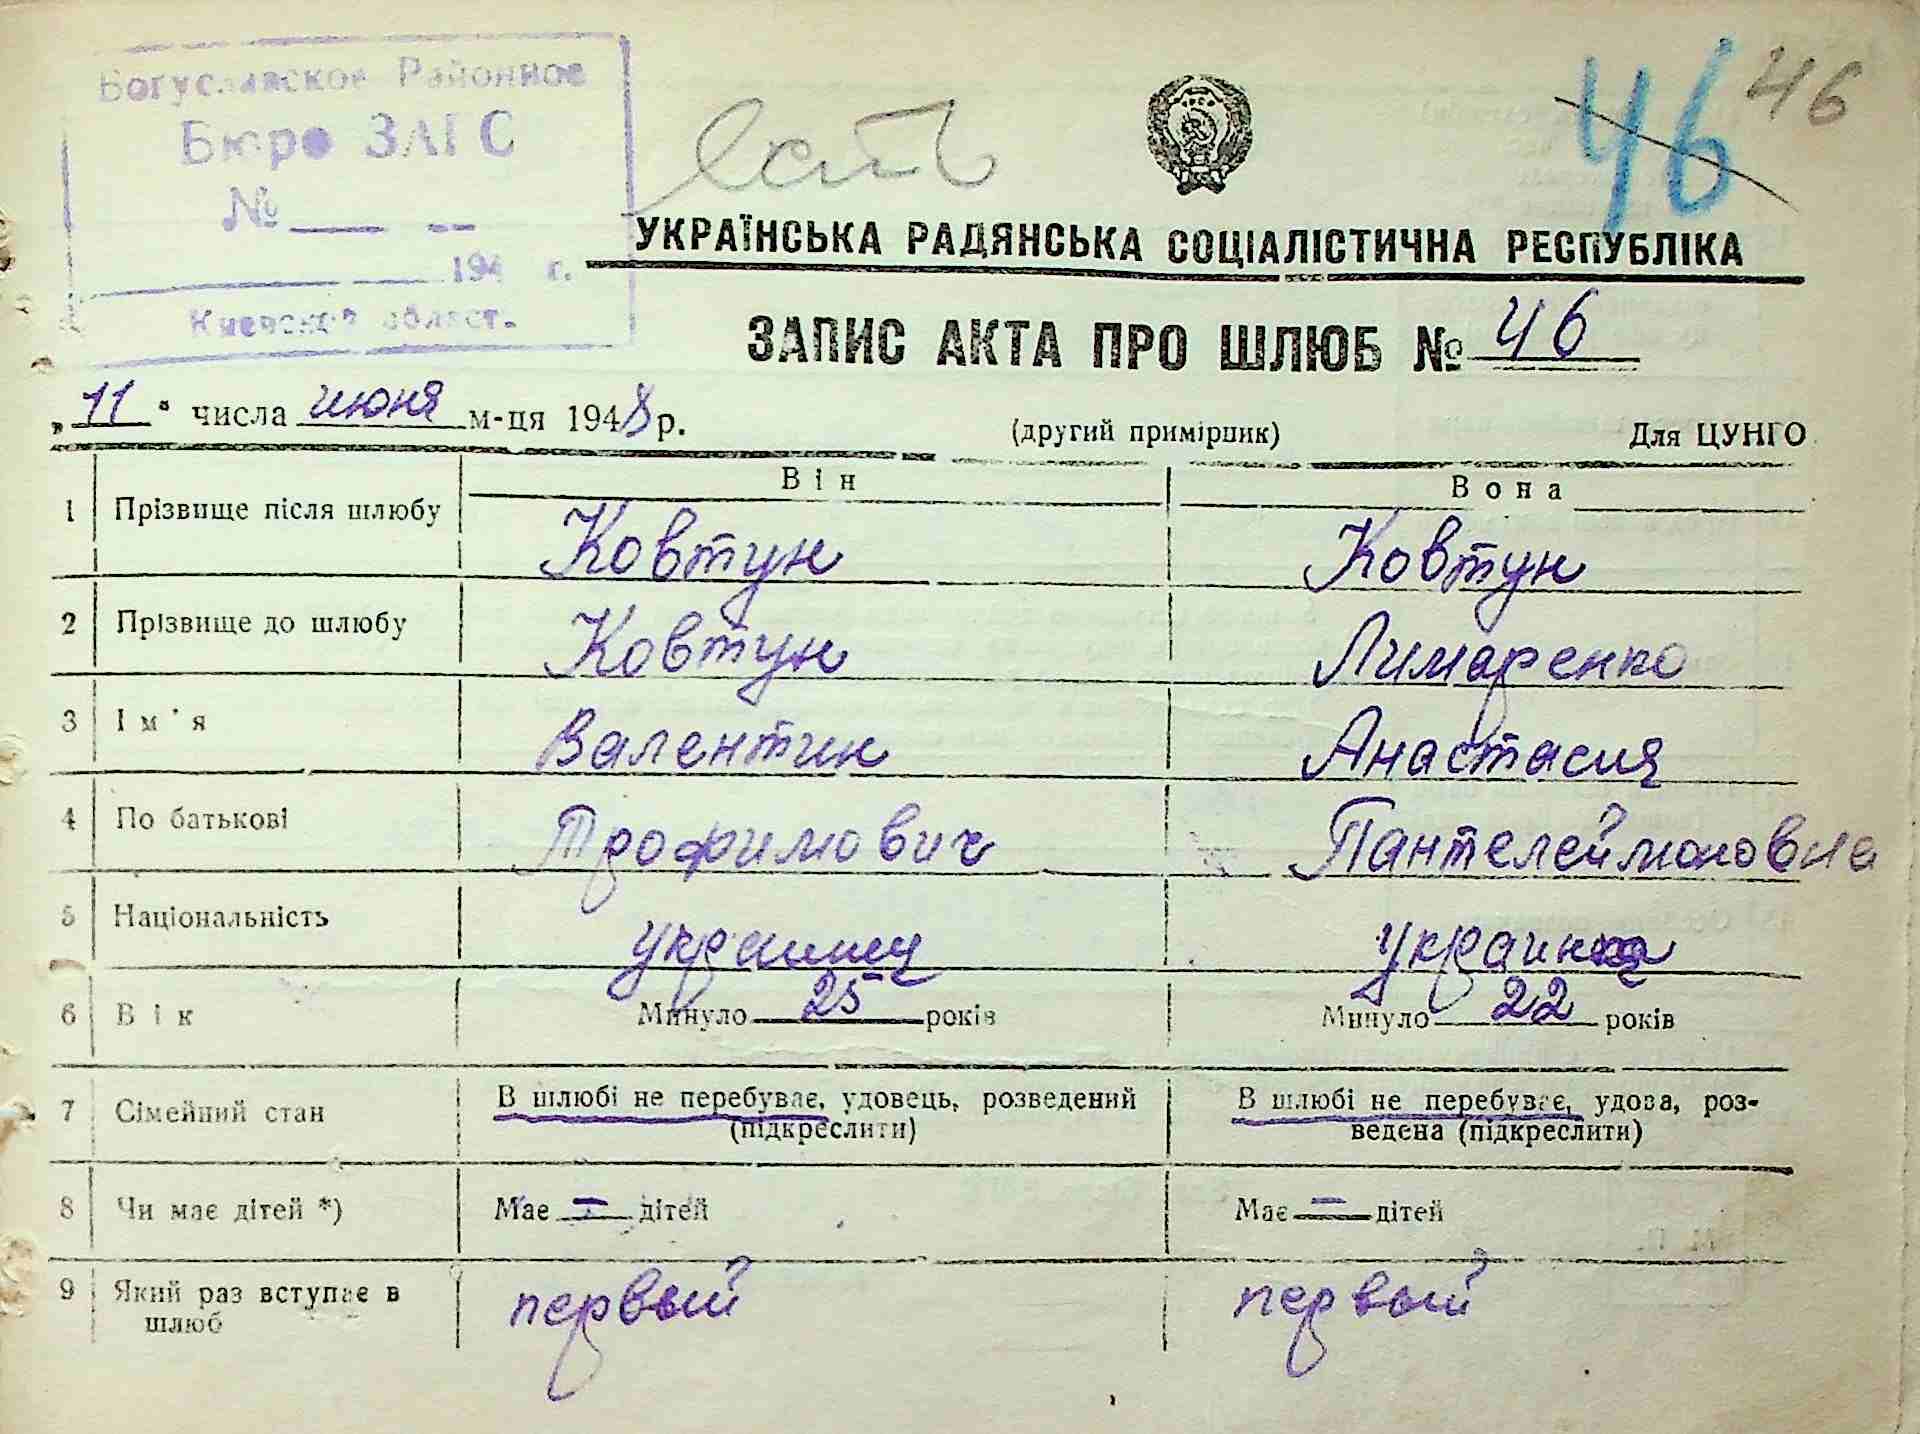 Богуславское Районное
Бюро ЗАГС
№
194 г.
Киевской област.
есть
46 46
УКРАЇНСЬКА РАДЯНСЬКА СОЦІАЛІСТИЧНА РЕСПУБЛІКА
ЗАПИС АКТА ПРО ШЛЮБ № 46
„11“ числа июня м-ця 1948 р. (другий примірник) Для ЦУНГО
Він Вона
1 Прізвище після шлюбу Ковтун Ковтун
2 Прізвище до шлюбу Ковтун Лимаренко
3 Ім'я Валентин Анастасия
4 По батькові Трофимович Пантелеймоновна
5 Національність украинец украинка
6 Вік Минуло 25 років Минуло 22 років
7 Сімейний стан В шлюбі не перебуває, удовець, розведений В шлюбі не перебуває, удова, роз-
(підкреслити) ведена (підкреслити)
8 Чи має дітей *) Має — дітей Має — дітей
9 Який раз вступає в первый первый
шлюб